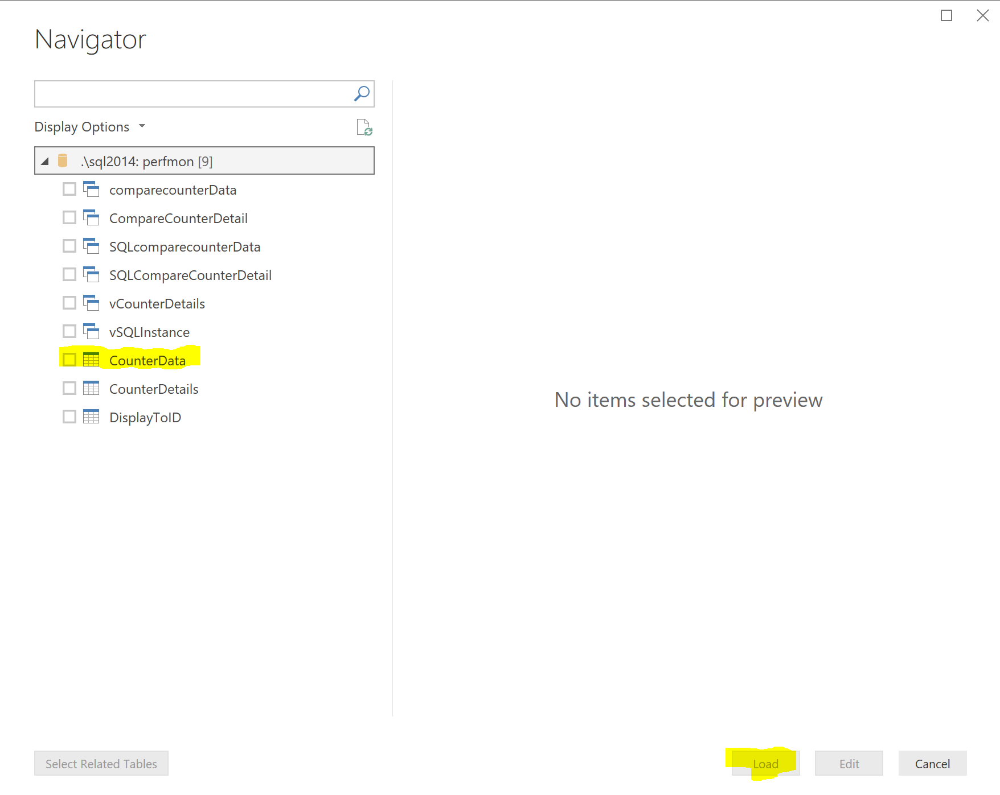 Navigator
Display Options
.\sql2014: perfmon [9]
comparecounterData
CompareCounterDetail
SQLcomparecounterData
SQLCompareCounterDetail
vCounterDetails
vSQLInstance
CounterData
CounterDetails
DisplayToID
No items selected for preview
Select Related Tables
Load
Edit
Cancel